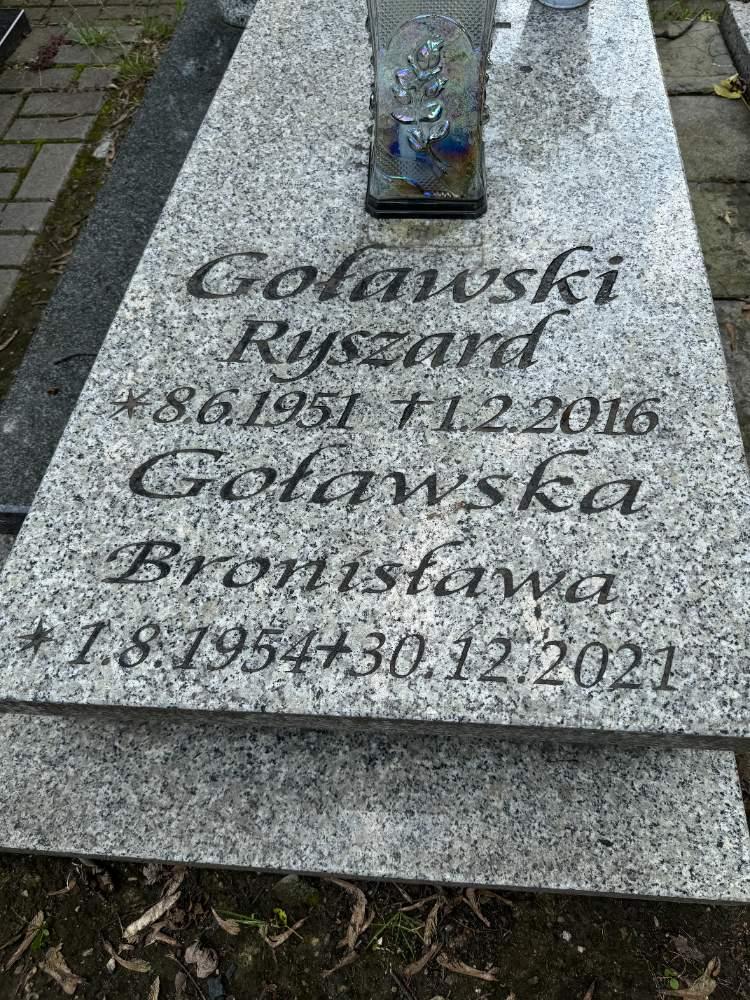 Goławski
Ryszard
*8.6.1951 †1.2.2016
Goławska
Bronisława
*1.8.1954†30.12.2021